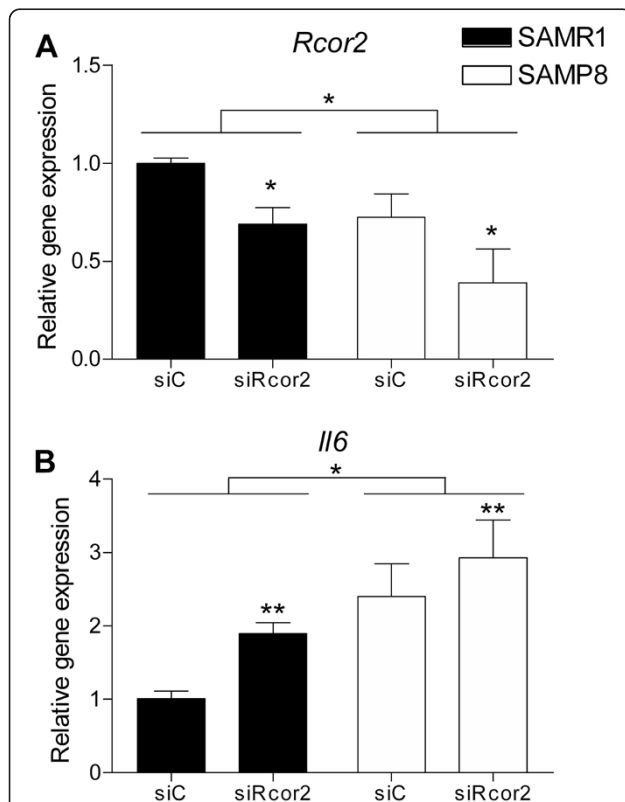 A
Rcor2
SAMR1
SAMP8
Relative gene expression
1.5
1.0
0.5
0.0
*
*
*
siC
siRcor2
siC
siRcor2
B
Il6
Relative gene expression
4
3
2
1
0
*
**
**
siC
siRcor2
siC
siRcor2